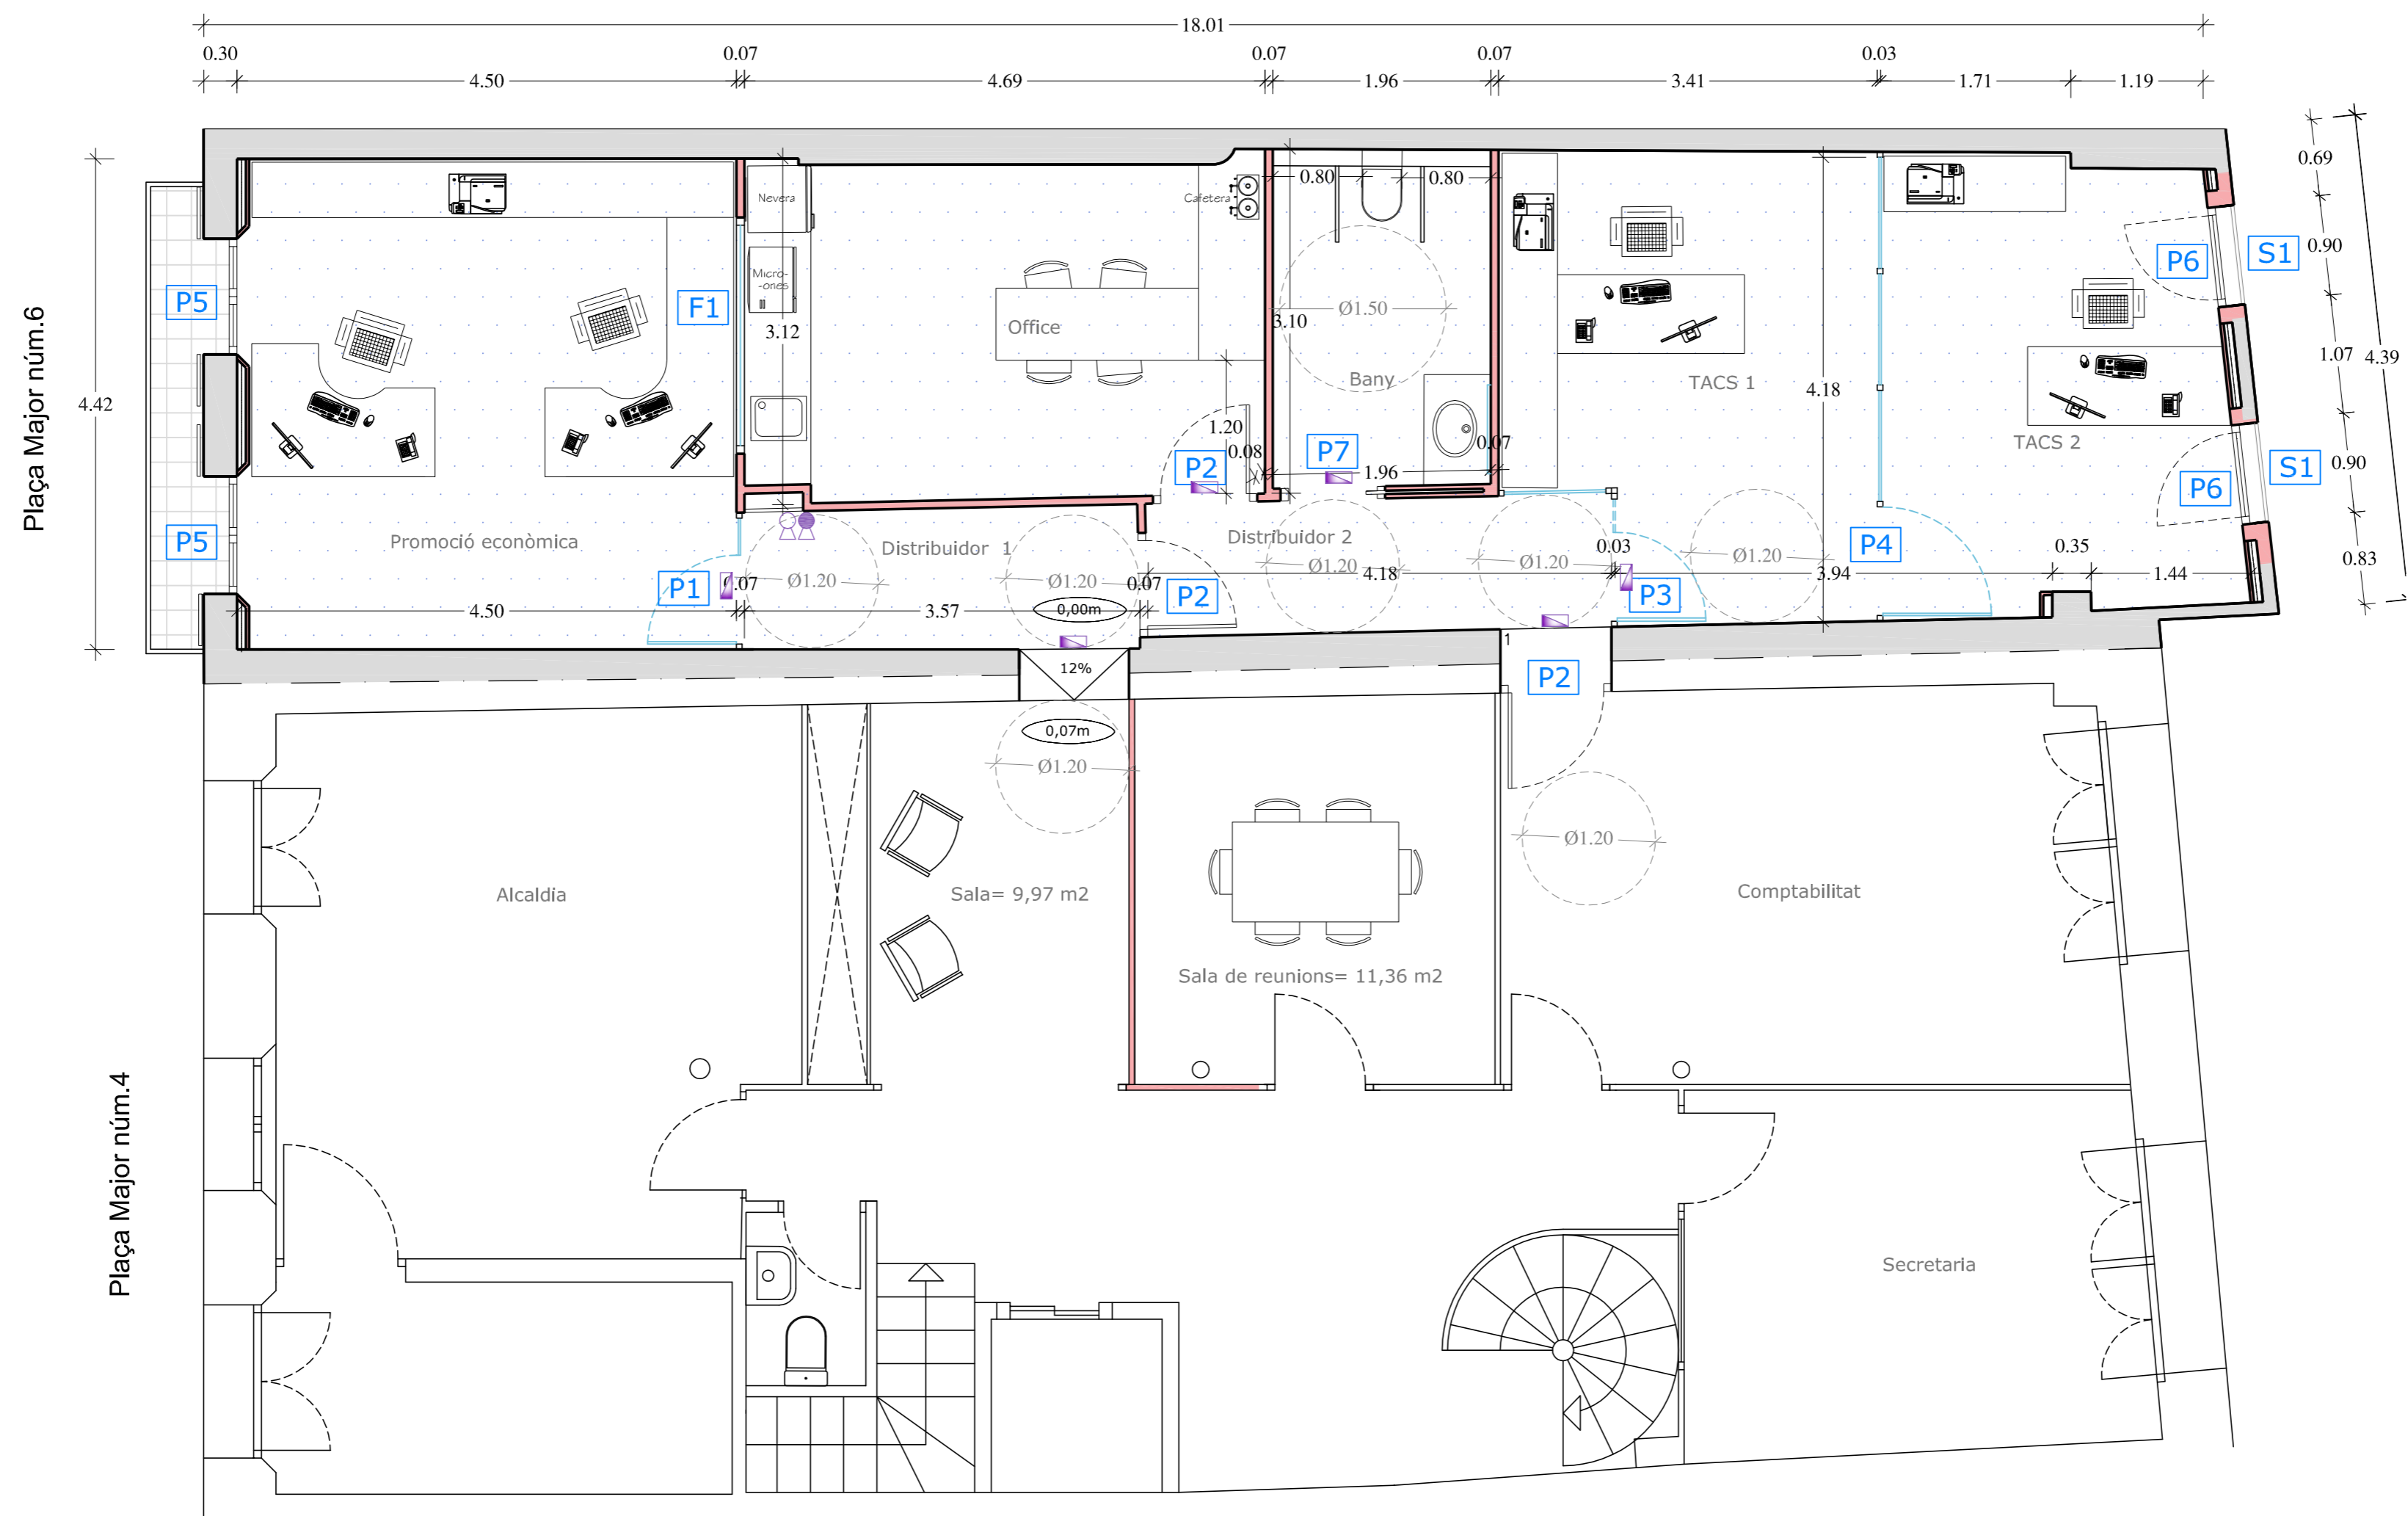 18.01
0.30
0.07
0.07
0.07
0.03
4.50
4.69
1.96
3.41
1.71
1.19
0.69
0.90
1.07
4.39
0.90
0.83
Plaça Major núm.6
4.42
P5
P5
F1
Nevera
Micro-
-ones
3.12
Cafetera
Office
0.80
0.80
3.10
Ø1.50
Bany
1.20
0.08
P2
P7
1.96
0.07
TACS 1
4.18
TACS 2
P6
S1
P6
S1
Promoció econòmica
Distribuidor 1
Distribuidor 2
P1
0.07
Ø1.20
Ø1.20
0.07
P2
Ø1.20
4.18
Ø1.20
0.03
P3
Ø1.20
3.94
P4
0.35
1.44
4.50
3.57
0,00m
12%
1
P2
0,07m
Ø1.20
Ø1.20
Alcaldia
Sala= 9,97 m2
Sala de reunions= 11,36 m2
Comptabilitat
Plaça Major núm.4
Secretaria